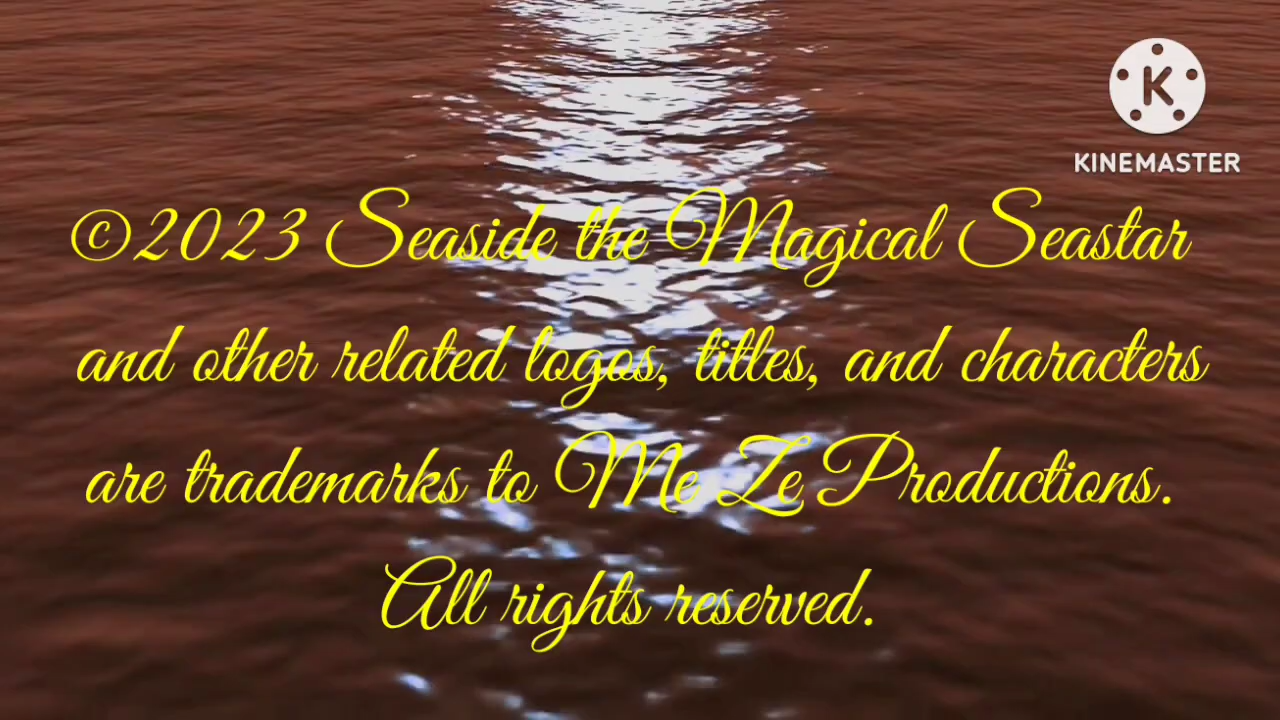 K
KINEMASTER
©2023 Seaside the Magical Seastar
and other related logos, titles, and characters
are trademarks to Me Ze Productions.
All rights reserved.